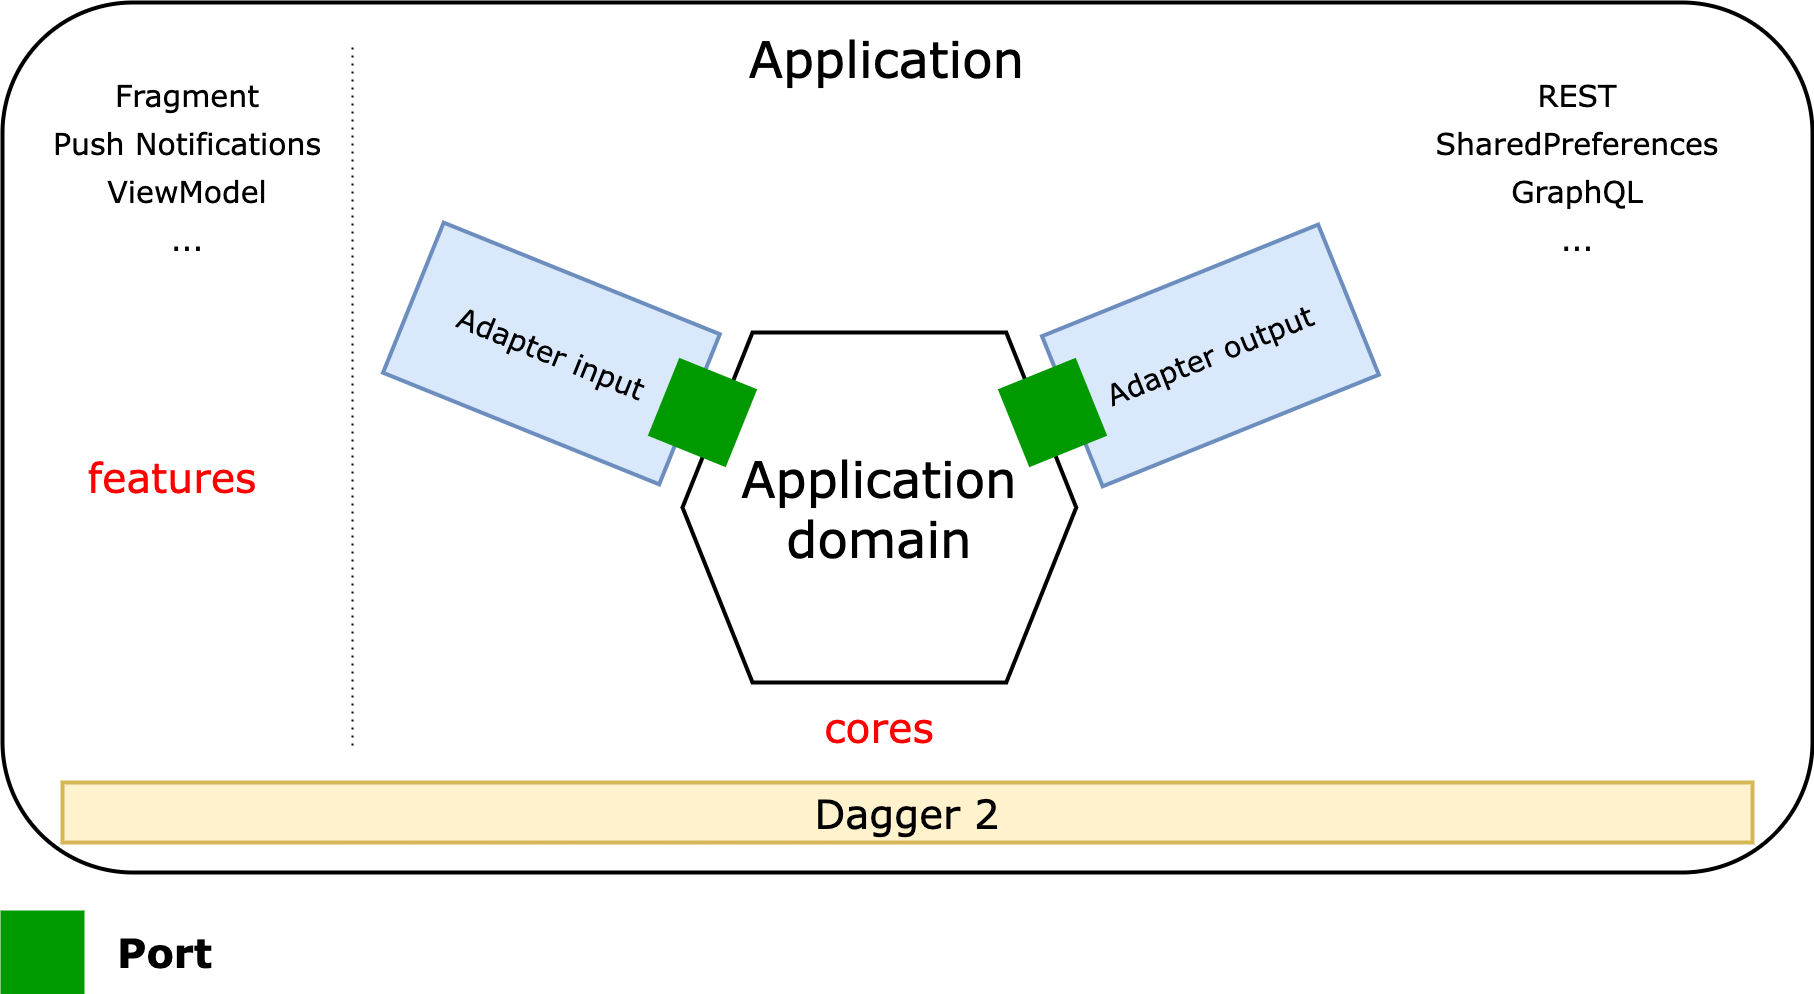 Application
Fragment
Push Notifications
ViewModel
...
REST
SharedPreferences
GraphQL
...
Adapter input
Adapter output
features
Application
domain
cores
Dagger 2
Port